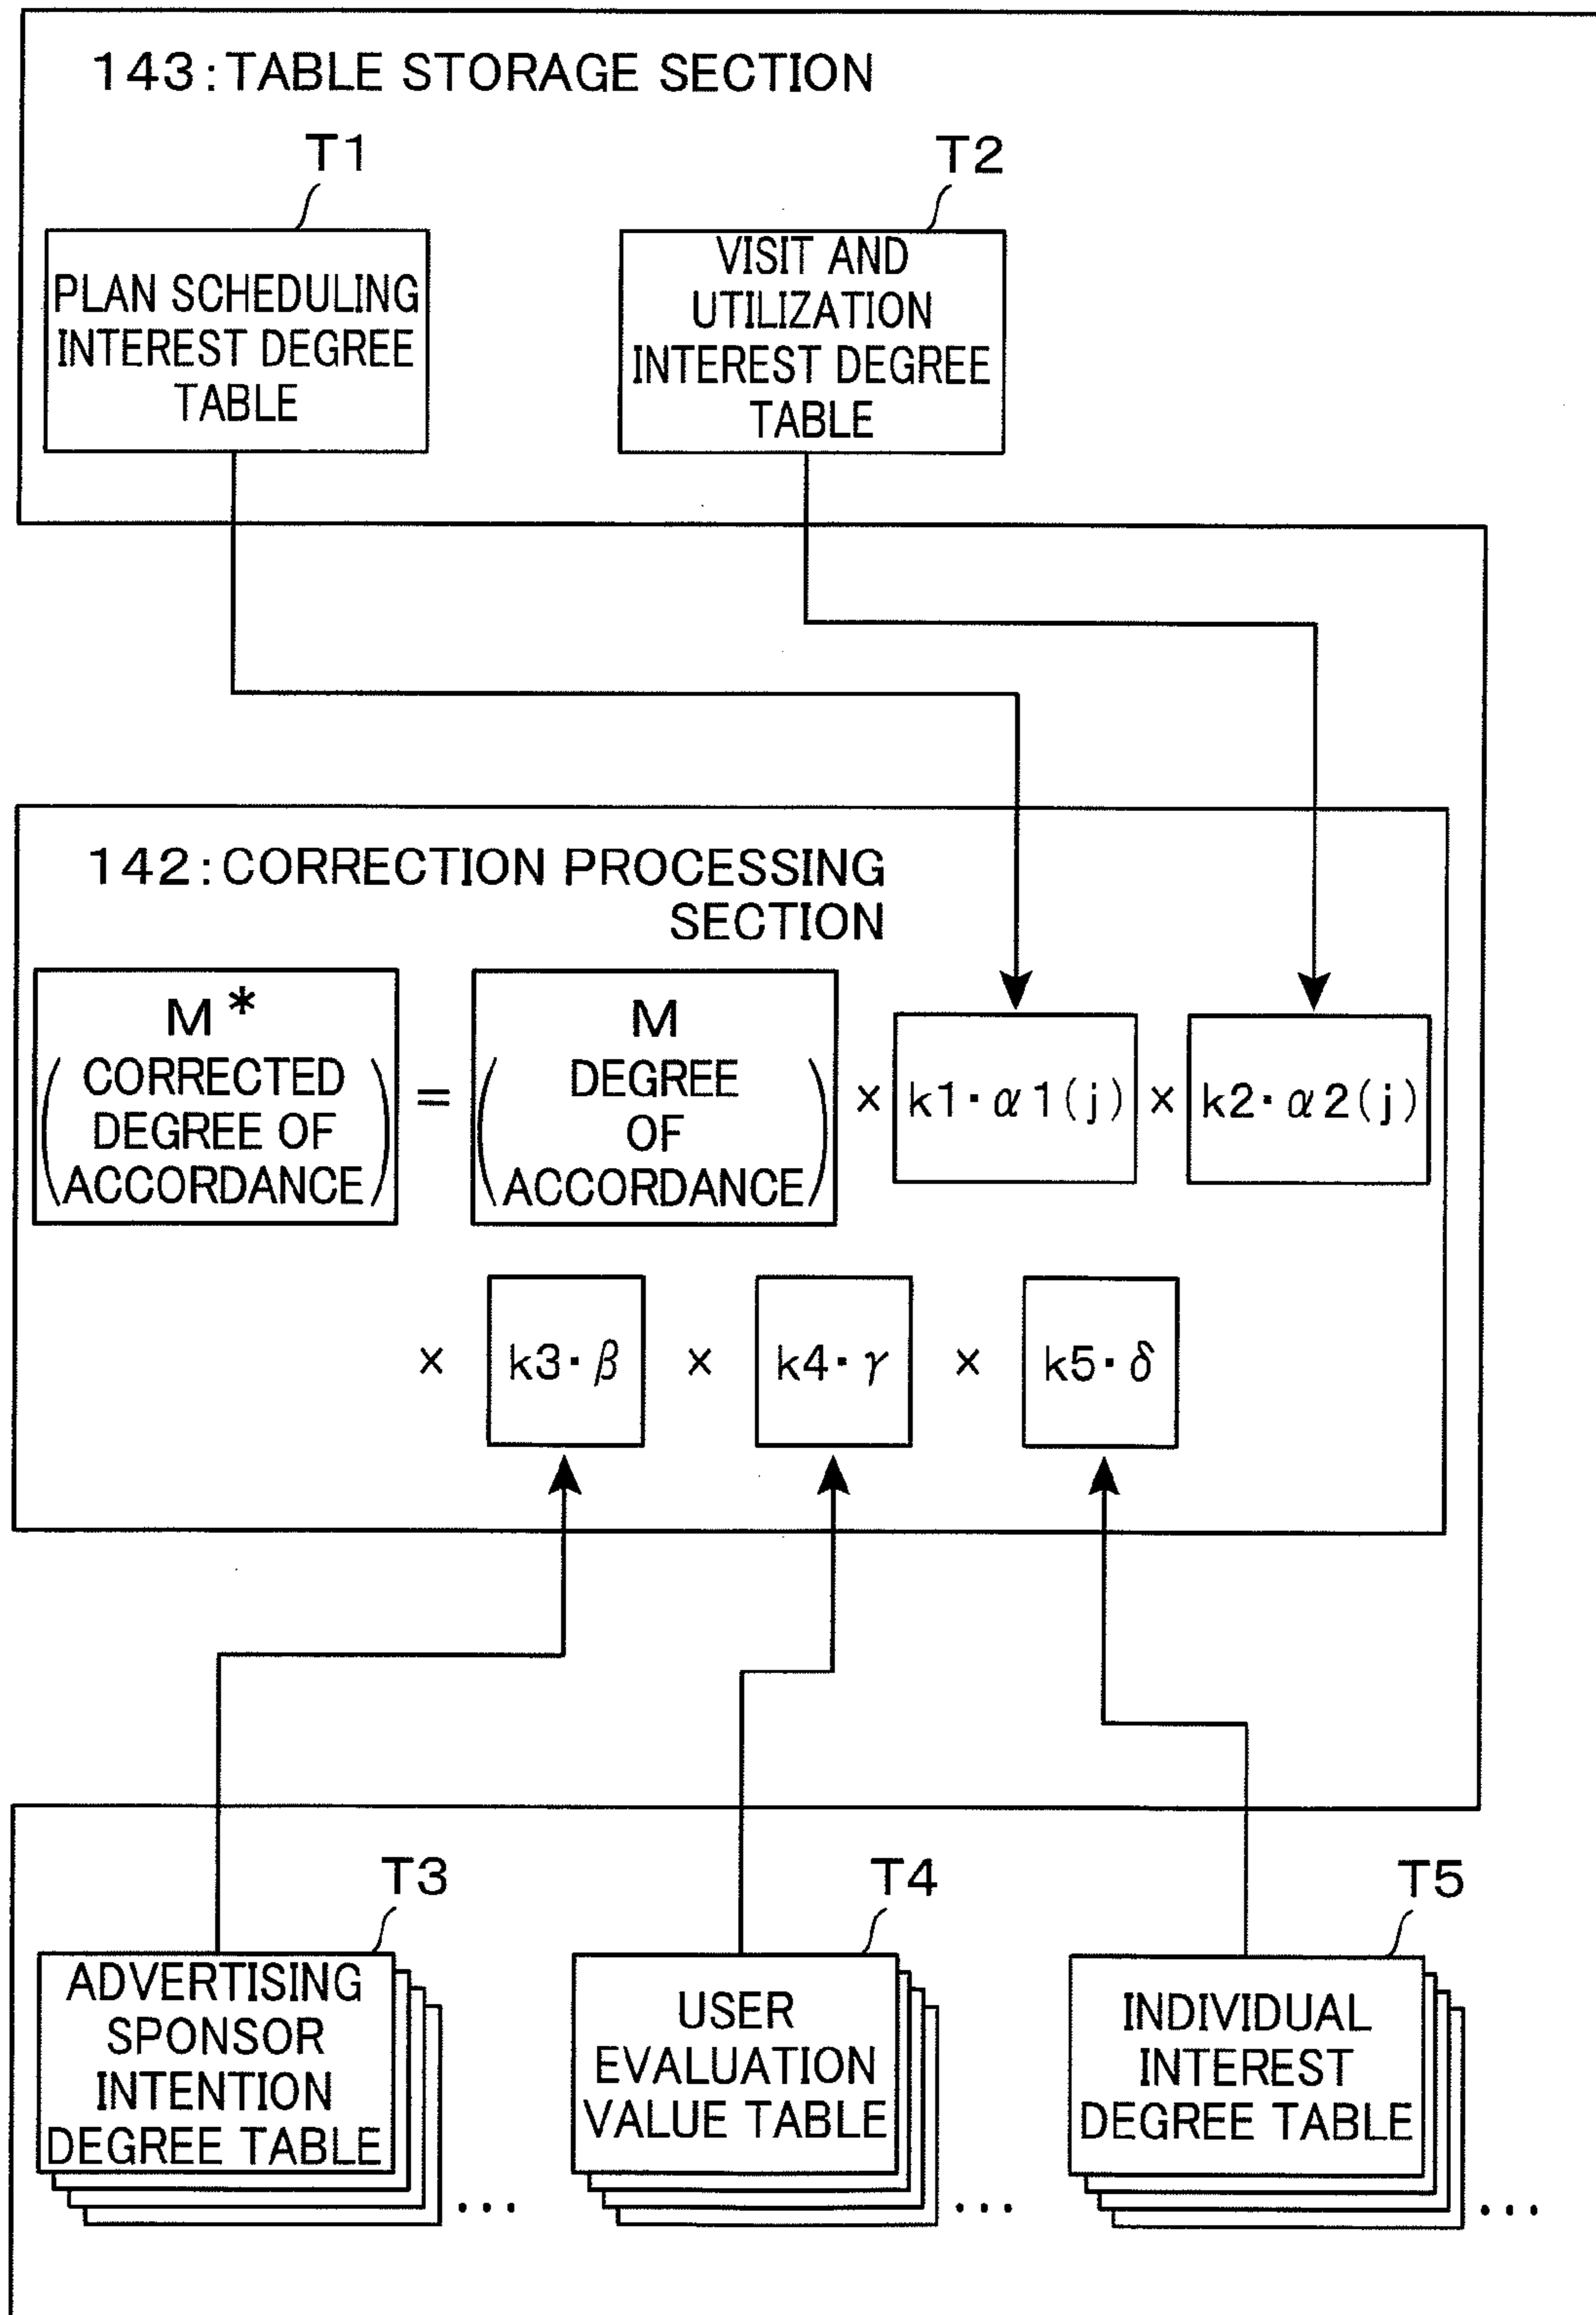 143:TABLE STORAGE SECTION
T1
T2
PLAN SCHEDULING
INTEREST DEGREE
TABLE
VISIT AND
UTILIZATION
INTEREST DEGREE
TABLE
142:CORRECTION PROCESSING
SECTION
M*
(CORRECTED
DEGREE OF
ACCORDANCE)
=
M
(DEGREE
OF
ACCORDANCE)
× k1·α1(j) × k2·α2(j)
× k3·β × k4·γ × k5·δ
T3
T4
T5
ADVERTISING
SPONSOR
INTENTION
DEGREE TABLE
...
USER
EVALUATION
VALUE TABLE
...
INDIVIDUAL
INTEREST
DEGREE TABLE
...